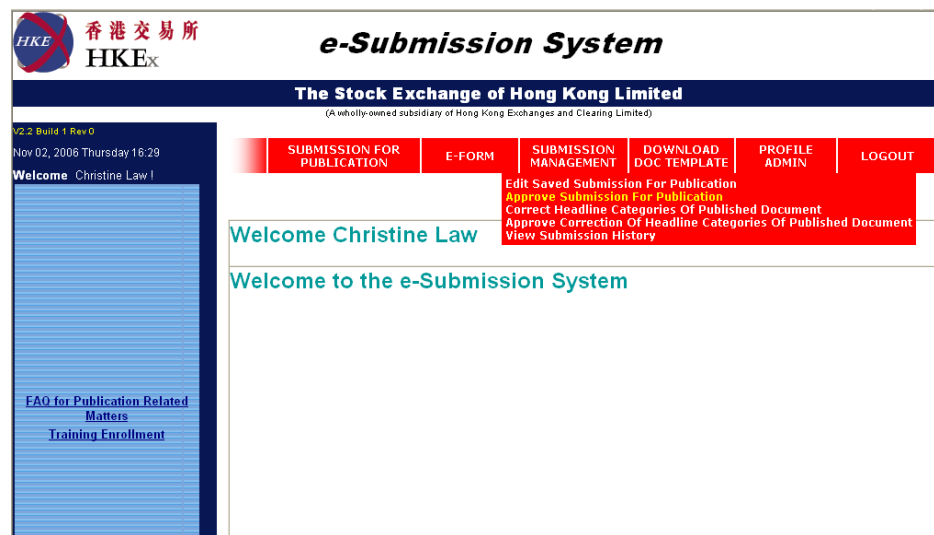 HKE
香港交易所
HKEx
e-Submission System
The Stock Exchange of Hong Kong Limited
(A wholly-owned subsidiary of Hong Kong Exchanges and Clearing Limited)
V2.2 Build 1 Rev 0
Nov 02, 2006 Thursday 16:29
Welcome Christine Law !
SUBMISSION FOR PUBLICATION
E-FORM
SUBMISSION MANAGEMENT
DOWNLOAD DOC TEMPLATE
PROFILE ADMIN
LOGOUT
Edit Saved Submission For Publication
Approve Submission For Publication
Correct Headline Categories Of Published Document
Approve Correction Of Headline Categories Of Published Document
View Submission History
Welcome Christine Law
Welcome to the e-Submission System
FAQ for Publication Related
Matters
Training Enrollment